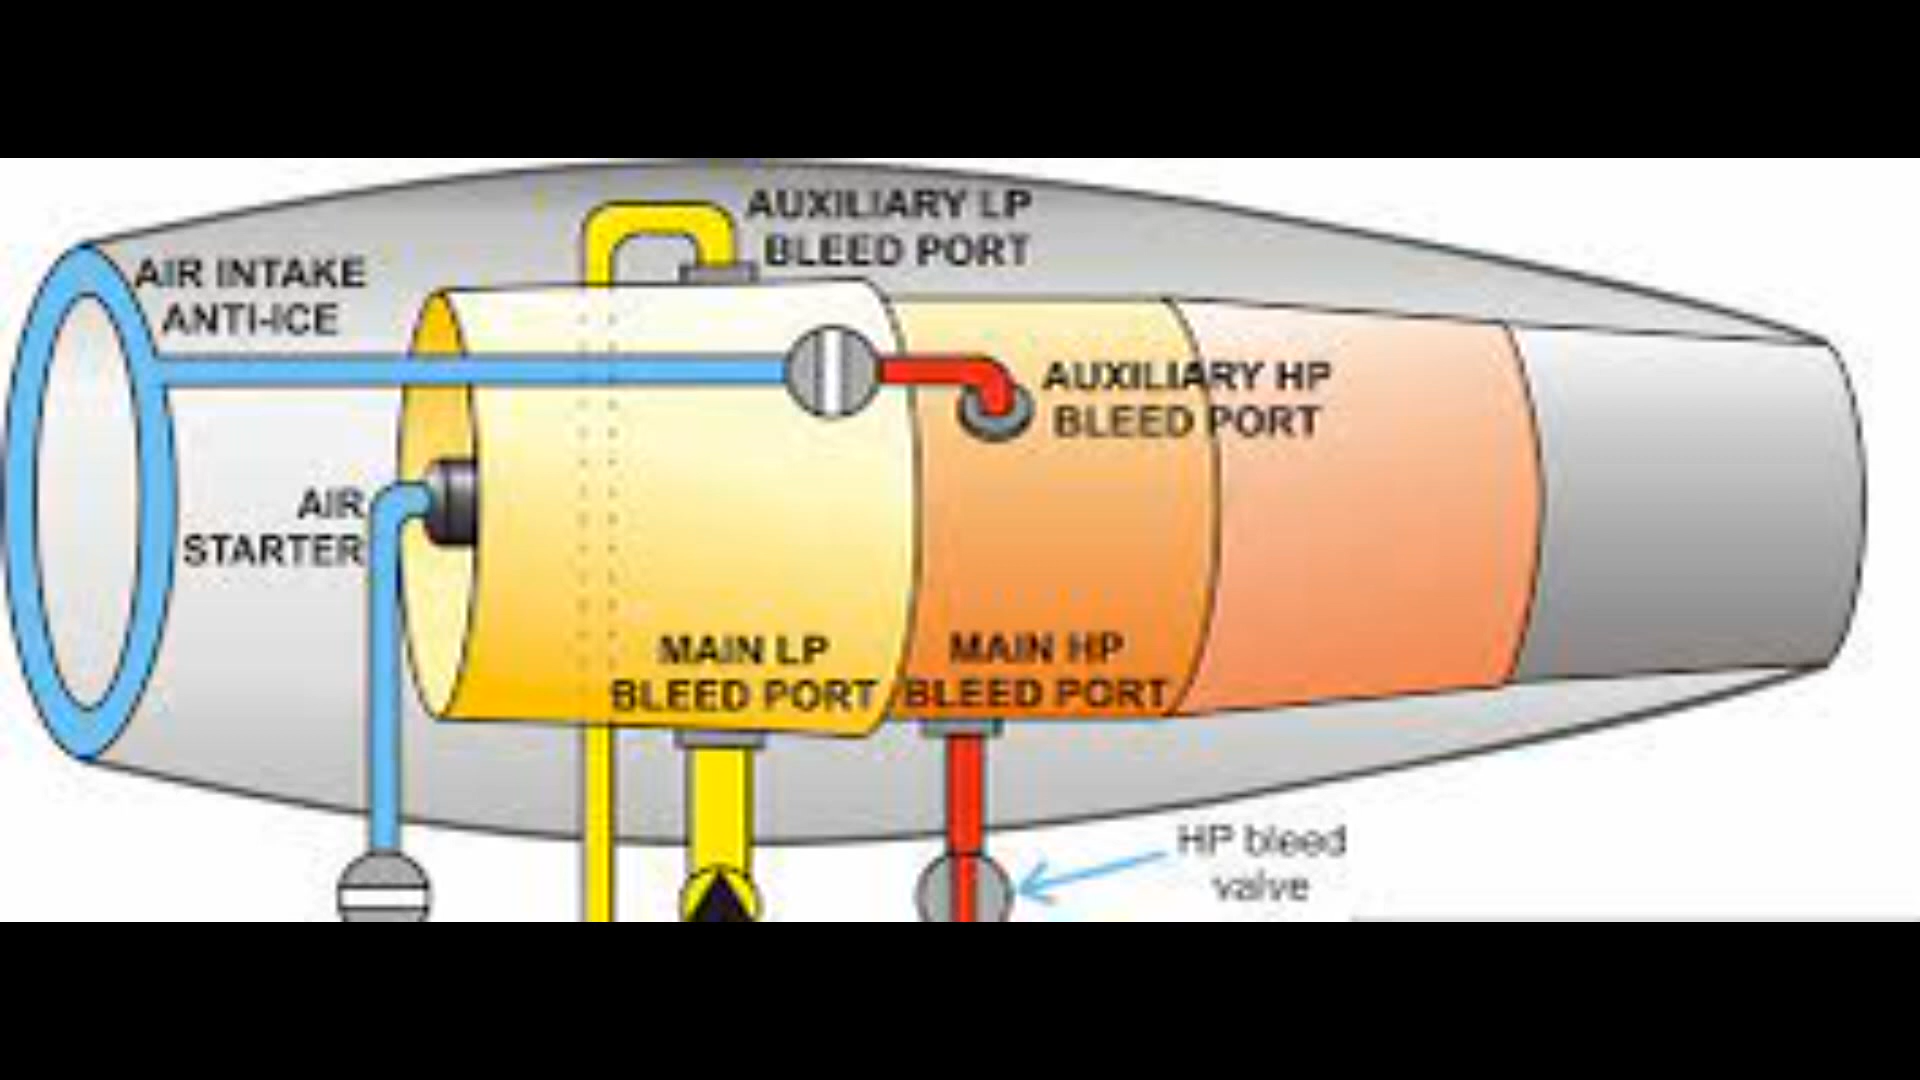 AUXILIARY LP
BLEED PORT
AIR INTAKE
ANTI-ICE
AUXILIARY HP
BLEED PORT
AIR
STARTER
MAIN LP
BLEED PORT
MAIN HP
BLEED PORT
HP bleed
valve